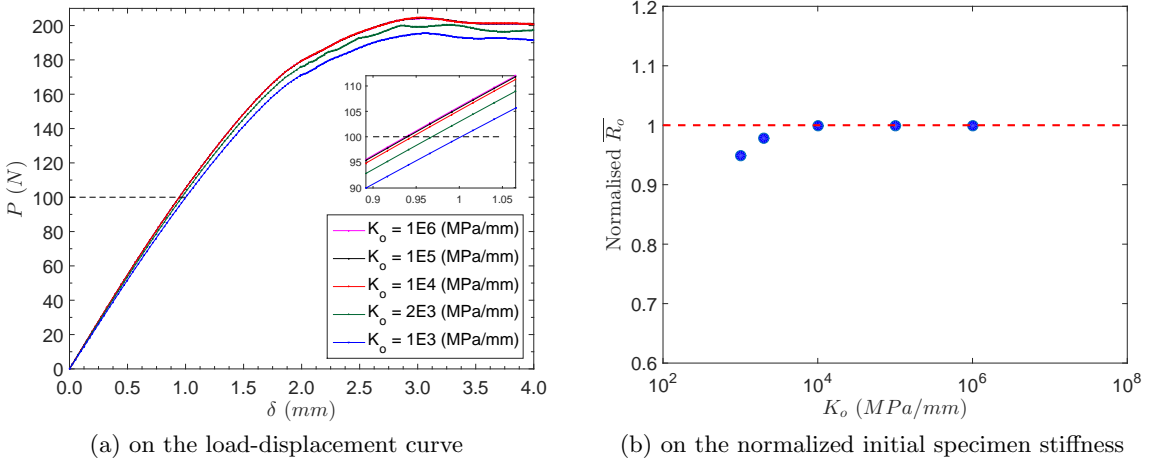 200
180
160
140
120
100
80
60
40
20
0
P (N)
0.0 0.5 1.0 1.5 2.0 2.5 3.0 3.5 4.0
δ (mm)
110
105
100
95
90
0.9 0.95 1 1.05
K_o = 1E6 (MPa/mm)
K_o = 1E5 (MPa/mm)
K_o = 1E4 (MPa/mm)
K_o = 2E3 (MPa/mm)
K_o = 1E3 (MPa/mm)
(a) on the load-displacement curve
1.2
1.1
1
0.9
0.8
0.7
0.6
Normalised \overline{R_o}
10^2 10^4 10^6 10^8
K_o (MPa/mm)
(b) on the normalized initial specimen stiffness